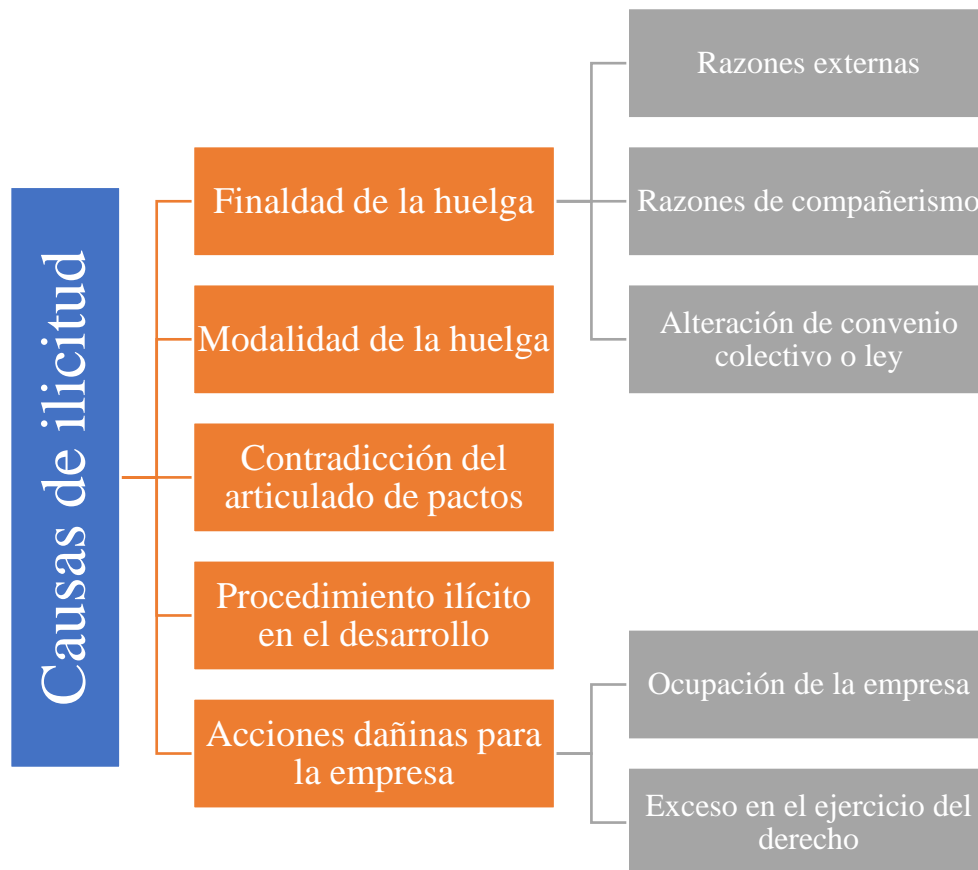 Causas de ilicitud
Finaldad de la huelga
Razones externas
Razones de compañerismo
Alteración de convenio
colectivo o ley
Modalidad de la huelga
Contradicción del
articulado de pactos
Procedimiento ilícito
en el desarrollo
Acciones dañinas para
la empresa
Ocupación de la empresa
Exceso en el ejercicio del
derecho